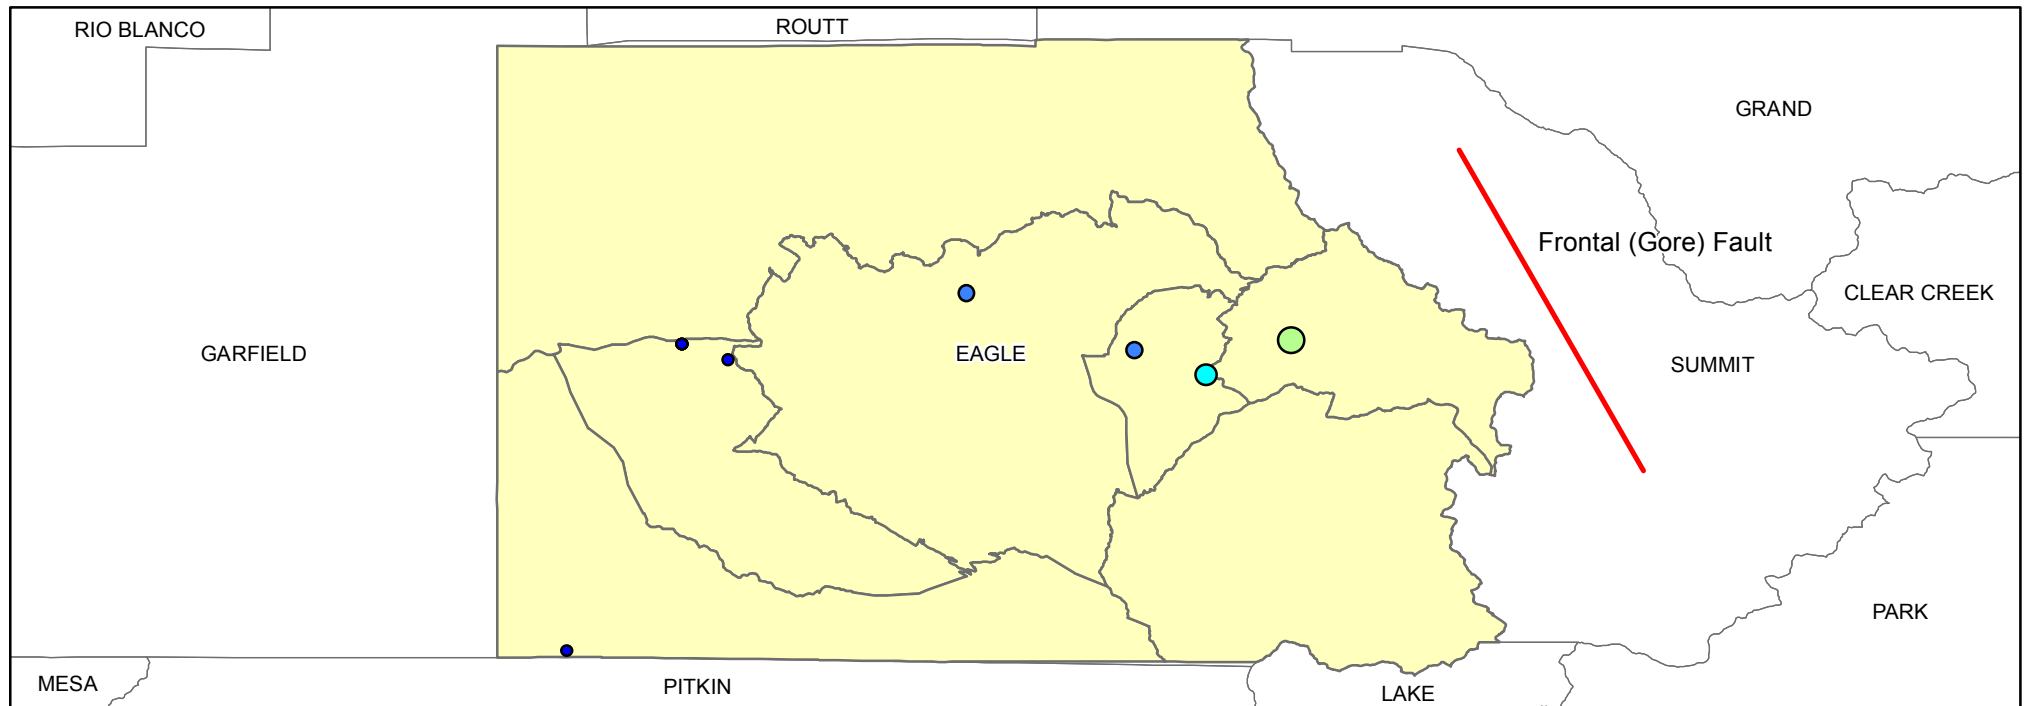 RIO BLANCO
ROUTT
GRAND
Frontal (Gore) Fault
CLEAR CREEK
GARFIELD
EAGLE
SUMMIT
PARK
MESA
PITKIN
LAKE